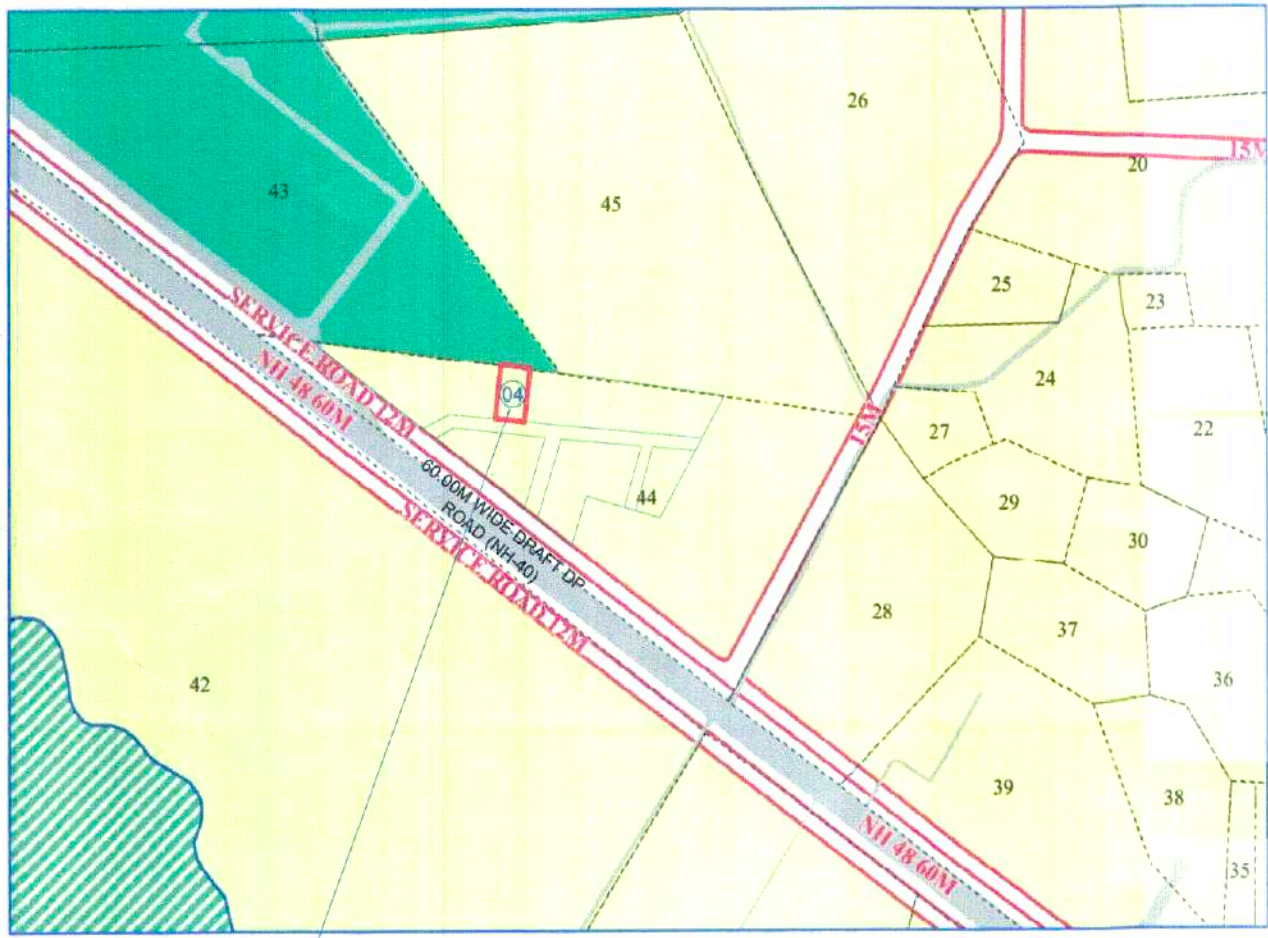 26
15M
20
43
45
25
23
SERVICE ROAD 12M
NH 48 60M
24
04
22
15M
27
60.00M WIDE DRAFT DP
ROAD (NH-40)
44
29
30
SERVICE ROAD 12M
28
37
42
36
39
38
NH 48 60M
35